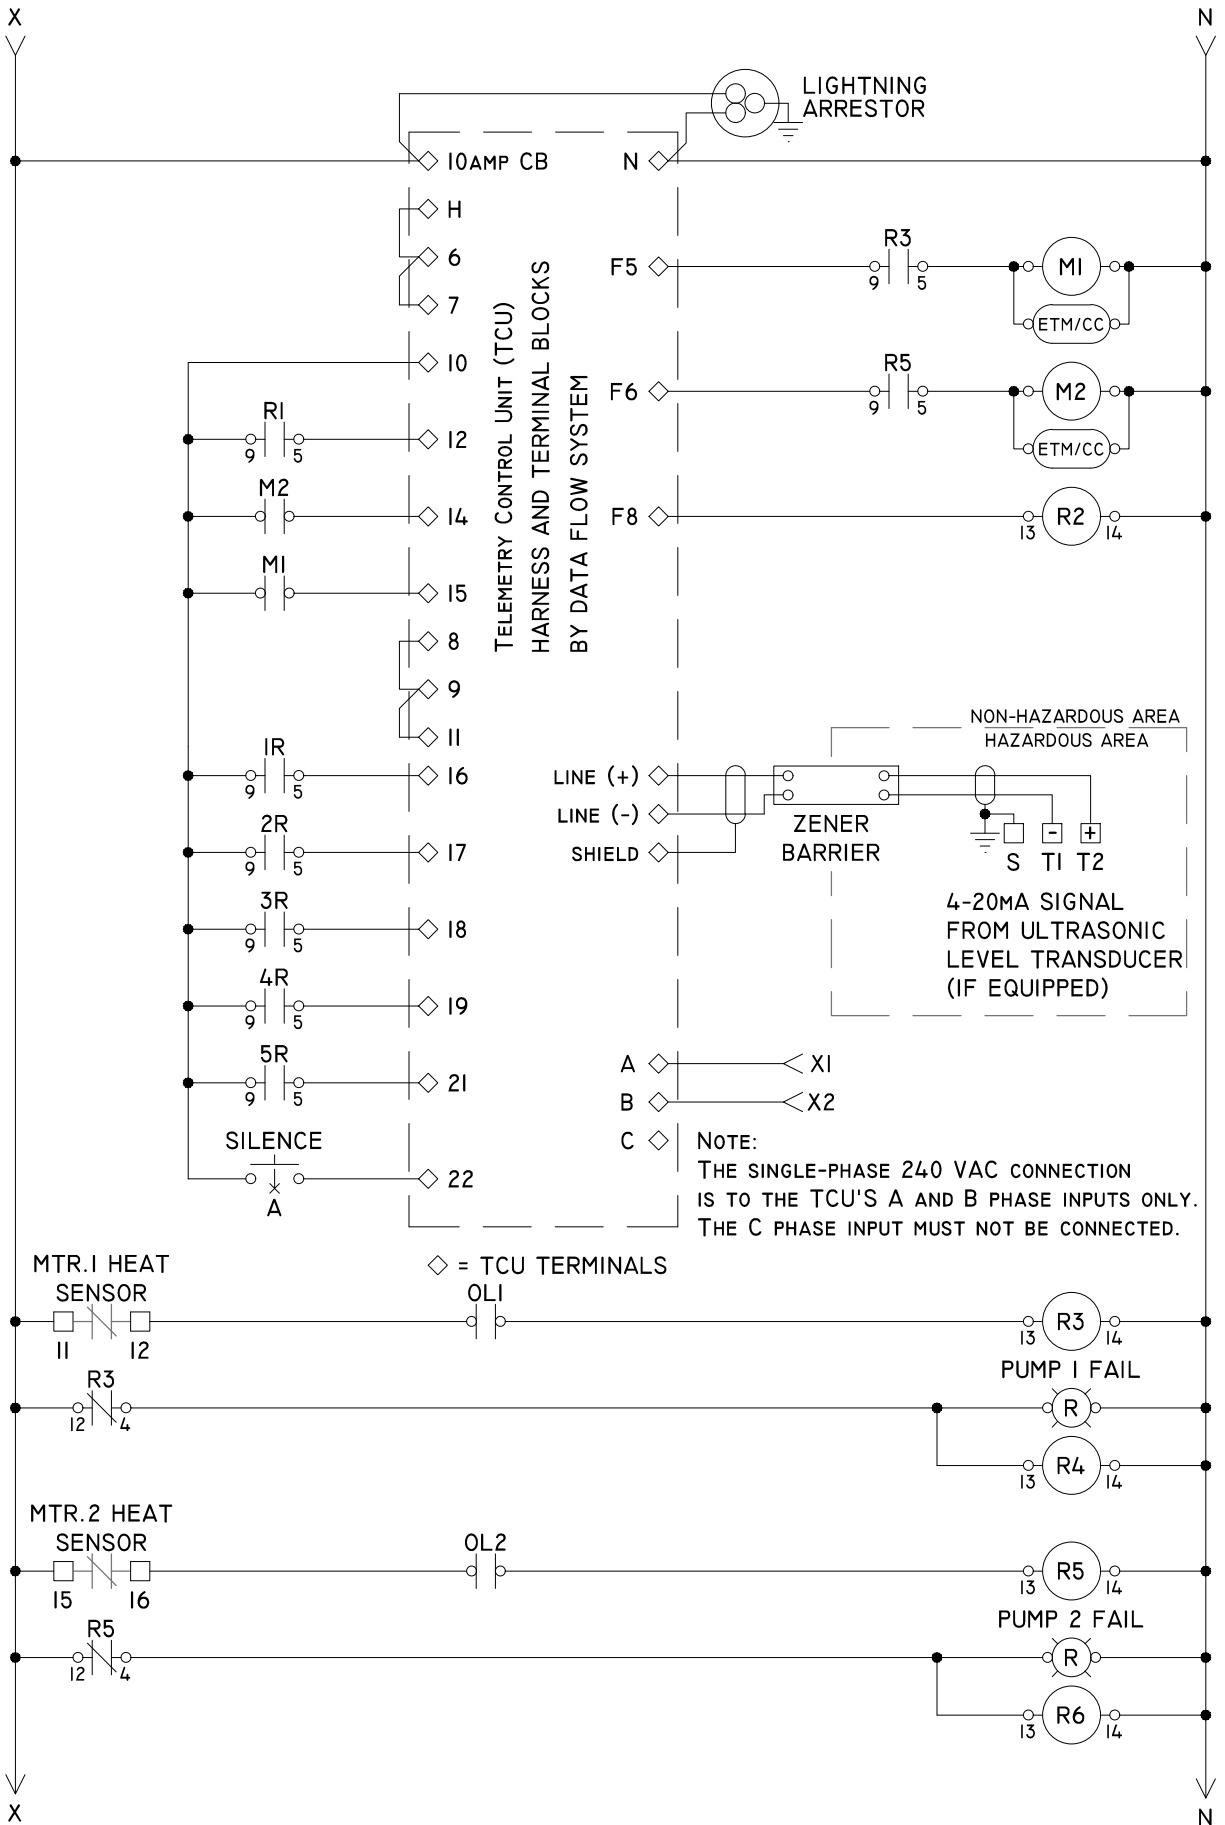 X
N
LIGHTNING
ARRESTOR
10AMP CB
N
H
6
7
10
R1
9 5
12
M2
14
M1
15
8
9
11
1R
9 5
16
2R
9 5
17
3R
9 5
18
4R
9 5
19
5R
9 5
21
SILENCE
A
22
TELEMETRY CONTROL UNIT (TCU)
HARNESS AND TERMINAL BLOCKS
BY DATA FLOW SYSTEM
F5
R3
9 5
M1
ETM/CC
F6
R5
9 5
M2
ETM/CC
F8
R2
13 14
NON-HAZARDOUS AREA
HAZARDOUS AREA
LINE (+)
LINE (-)
SHIELD
ZENER
BARRIER
- +
S T1 T2
4-20MA SIGNAL
FROM ULTRASONIC
LEVEL TRANSDUCER
(IF EQUIPPED)
A X1
B X2
C
NOTE:
THE SINGLE-PHASE 240 VAC CONNECTION
IS TO THE TCU'S A AND B PHASE INPUTS ONLY.
THE C PHASE INPUT MUST NOT BE CONNECTED.
= TCU TERMINALS
MTR.1 HEAT
SENSOR
11 12
OL1
R3
13 14
R3
12 4
PUMP 1 FAIL
R
R4
13 14
MTR.2 HEAT
SENSOR
15 16
OL2
R5
13 14
R5
12 4
PUMP 2 FAIL
R
R6
13 14
X
N